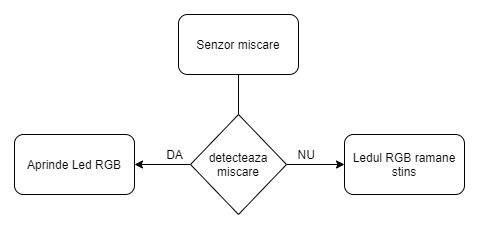 Senzor miscare
detecteaza
miscare
DA
NU
Aprinde Led RGB
Ledul RGB ramane
stins